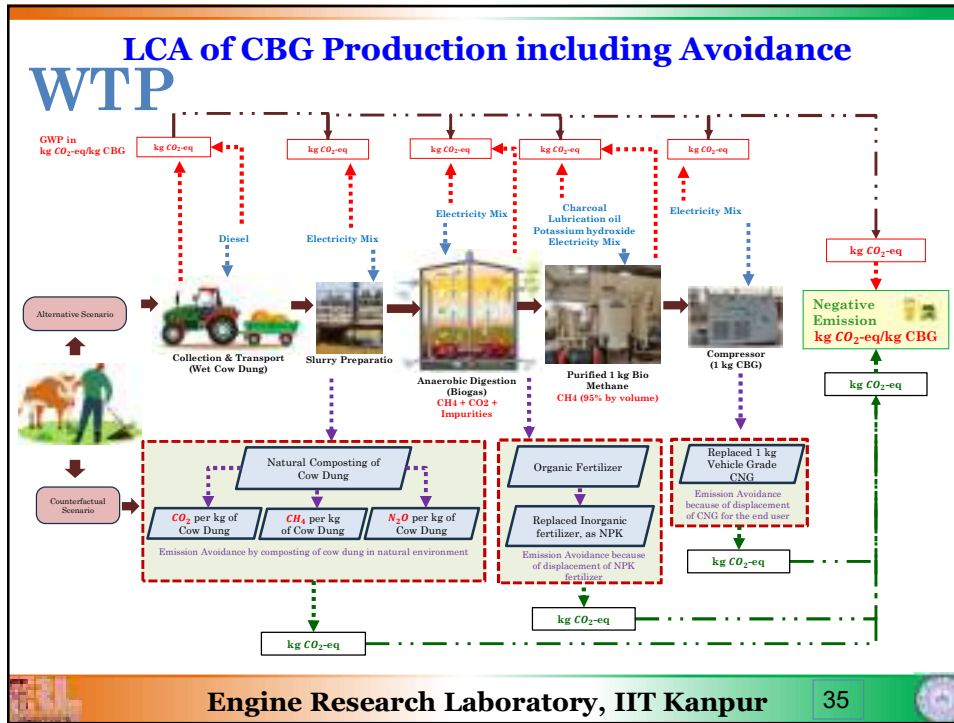 LCA of CBG Production including Avoidance
WTP
GWP in
kg CO₂-eq/kg CBG
kg CO₂-eq
kg CO₂-eq
kg CO₂-eq
kg CO₂-eq
kg CO₂-eq
Diesel
Electricity Mix
Electricity Mix
Charcoal
Lubrication oil
Potassium hydroxide
Electricity Mix
Electricity Mix
kg CO₂-eq
Negative
Emission
kg CO₂-eq/kg CBG
kg CO₂-eq
Alternative Scenario
Collection & Transport
(Wet Cow Dung)
Slurry Preparatio
Anaerobic Digestion
(Biogas)
CH4 + CO2 +
Impurities
Purified 1 kg Bio
Methane
CH4 (95% by volume)
Compressor
(1 kg CBG)
Counterfactual
Scenario
Natural Composting of
Cow Dung
CO₂ per kg of
Cow Dung
CH₄ per kg
of Cow Dung
N₂O per kg of
Cow Dung
Emission Avoidance by composting of cow dung in natural environment
Organic Fertilizer
Replaced Inorganic
fertilizer, as NPK
Emission Avoidance because
of displacement of NPK
fertilizer
Replaced 1 kg
Vehicle Grade
CNG
Emission Avoidance
because of displacement
of CNG for the end user
kg CO₂-eq
kg CO₂-eq
kg CO₂-eq
Engine Research Laboratory, IIT Kanpur
35